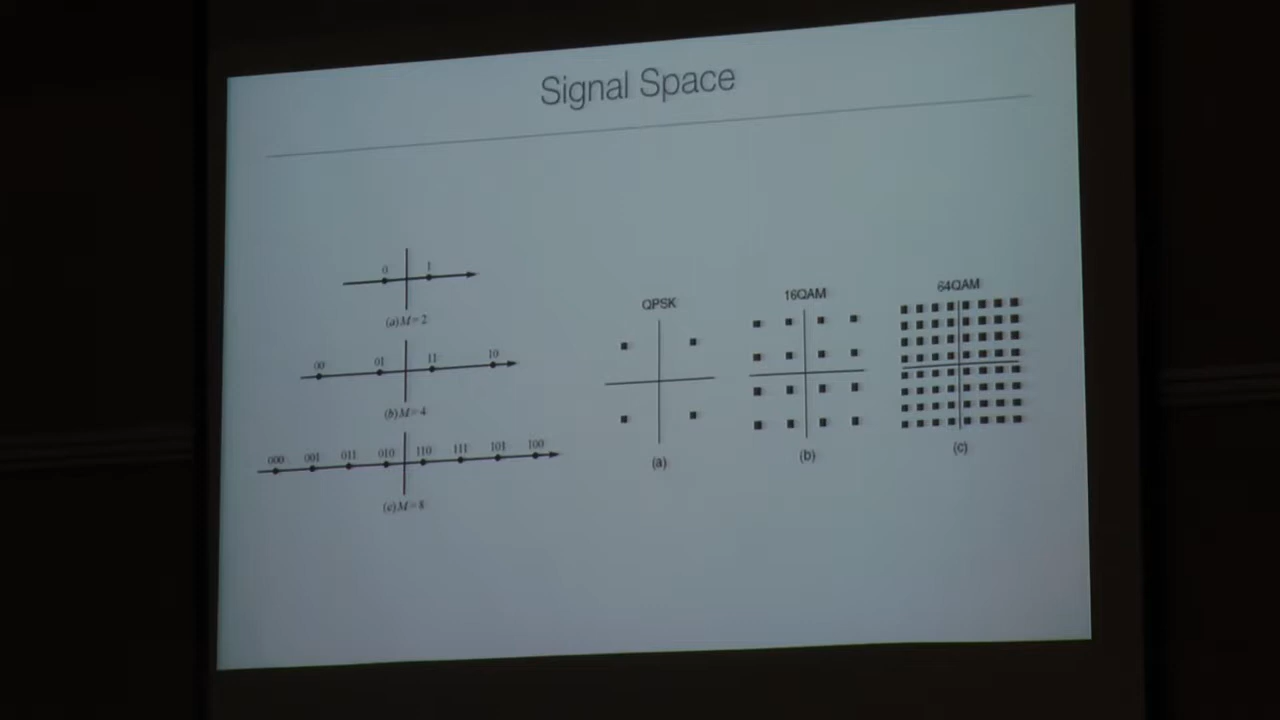 Signal Space
0 1
(a) M = 2
00 01 11 10
(b) M = 4
000 001 011 010 110 111 101 100
(c) M = 8
QPSK
(a)
16QAM
(b)
64QAM
(c)